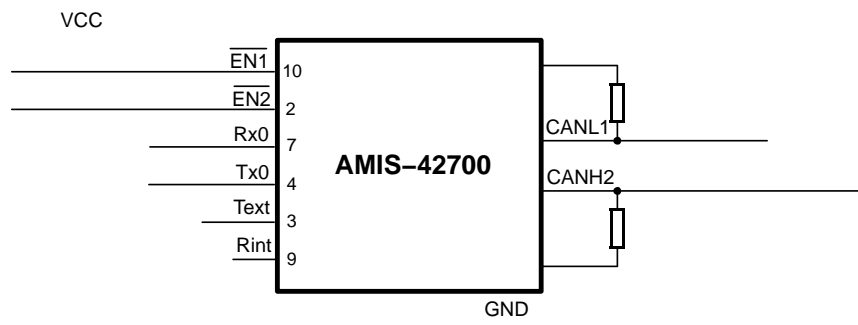 VCC
EN1
10
EN2
2
Rx0
7
CANL1
AMIS–42700
Tx0
4
CANH2
Text
3
Rint
9
GND